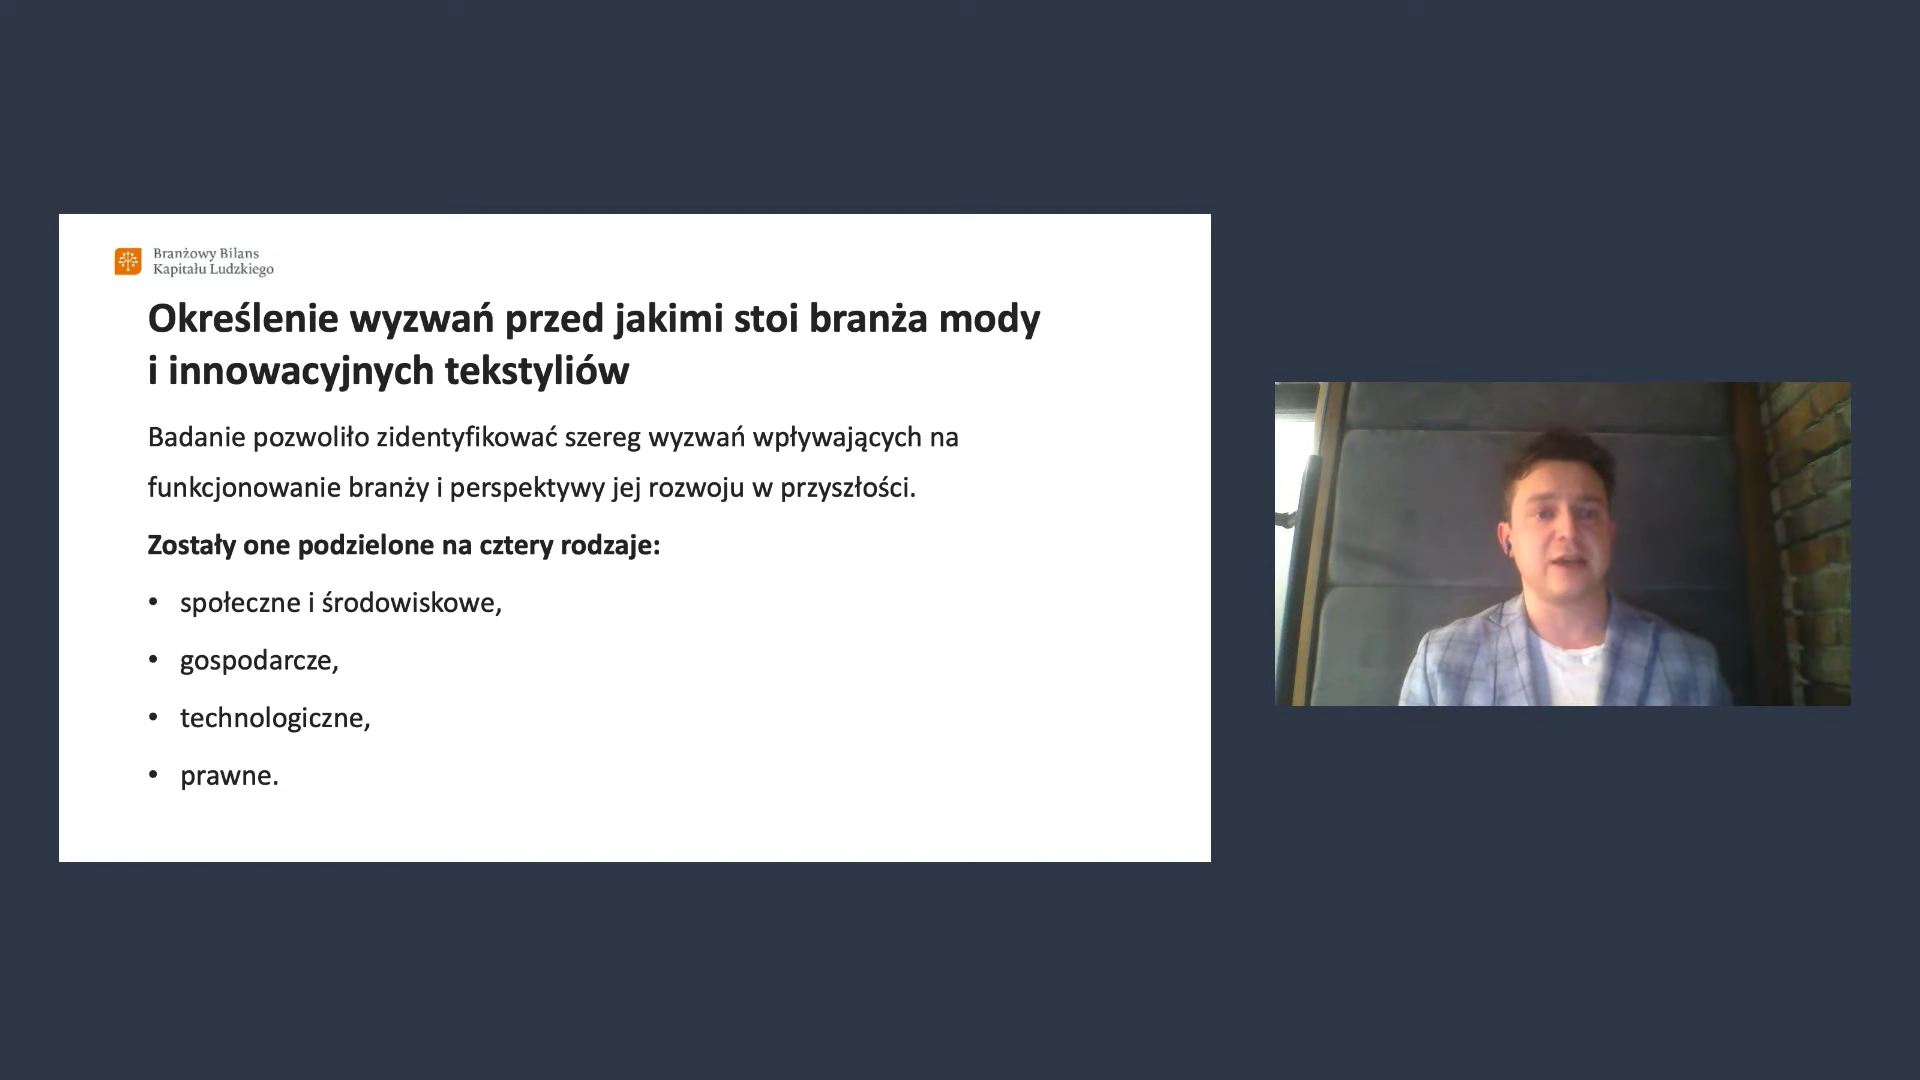 Branżowy Bilans
Kapitału Ludzkiego
Określenie wyzwań przed jakimi stoi branża mody
i innowacyjnych tekstyliów
Badanie pozwoliło zidentyfikować szereg wyzwań wpływających na
funkcjonowanie branży i perspektywy jej rozwoju w przyszłości.
Zostały one podzielone na cztery rodzaje:
• społeczne i środowiskowe,
• gospodarcze,
• technologiczne,
• prawne.